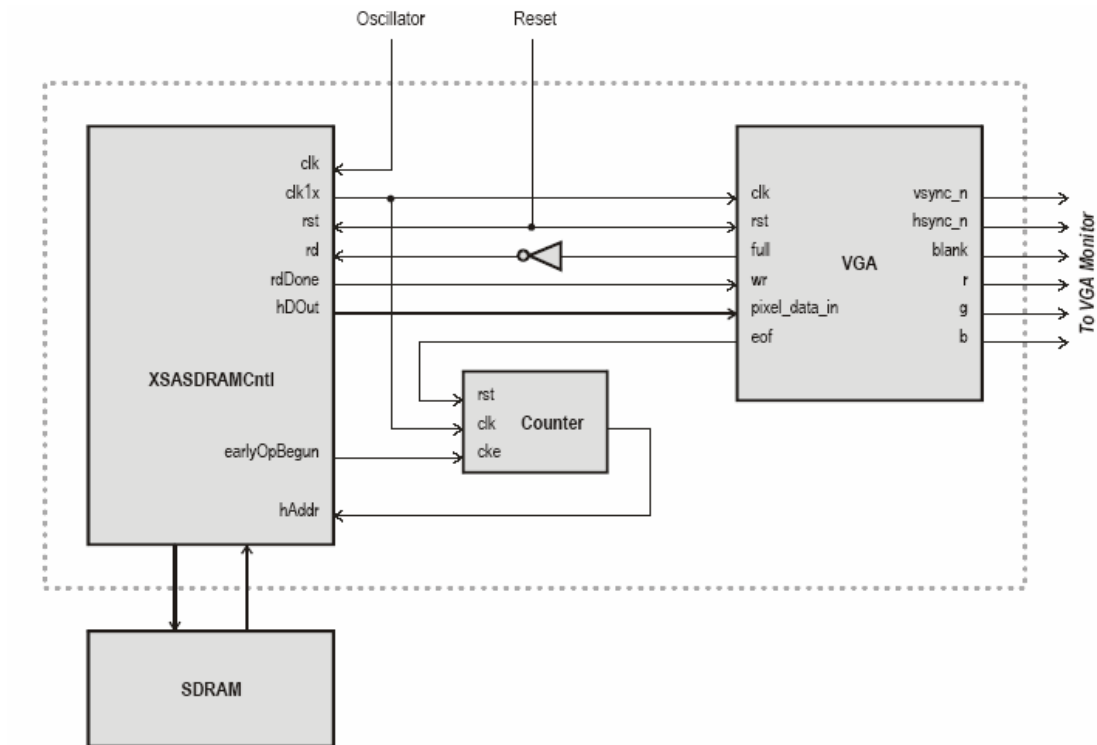 Oscillator
Reset
clk
clk1x
rst
rd
rdDone
hDOut
XSASDRAMCntl
earlyOpBegun
hAddr
clk
rst
full
wr
pixel_data_in
eof
VGA
vsync_n
hsync_n
blank
r
g
b
To VGA Monitor
rst
clk
cke
Counter
SDRAM